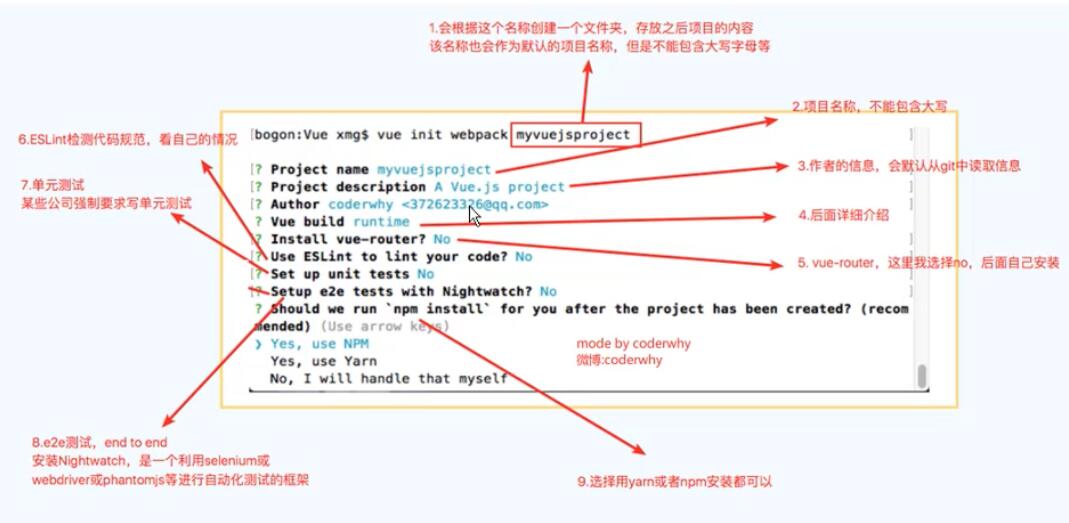 1.会根据这个名称创建一个文件夹，存放之后项目的内容
该名称也会作为默认的项目名称，但是不能包含大写字母等
2.项目名称，不能包含大写
6.ESLint检测代码规范，看自己的情况
[bogon:Vue xmg$ vue init webpack myvuejsproject ]
3.作者的信息，会默认从git中读取信息
7.单元测试
某些公司强制要求写单元测试
[? Project name myvuejsproject
[? Project description A Vue.js project
[? Author coderwhy <372623326@qq.com>
? Vue build runtime
[? Install vue-router? No ]
[? Use ESLint to lint your code? No ]
[? Set up unit tests No ]
[? Setup e2e tests with Nightwatch? No ]
? Should we run `npm install` for you after the project has been created? (recom
mended) (Use arrow keys)
❯ Yes, use NPM
Yes, use Yarn
No, I will handle that myself
4.后面详细介绍
5. vue-router，这里我选择no，后面自己安装
mode by coderwhy
微博:coderwhy
8.e2e测试，end to end
安装Nightwatch，是一个利用selenium或
webdriver或phantomjs等进行自动化测试的框架
9.选择用yarn或者npm安装都可以